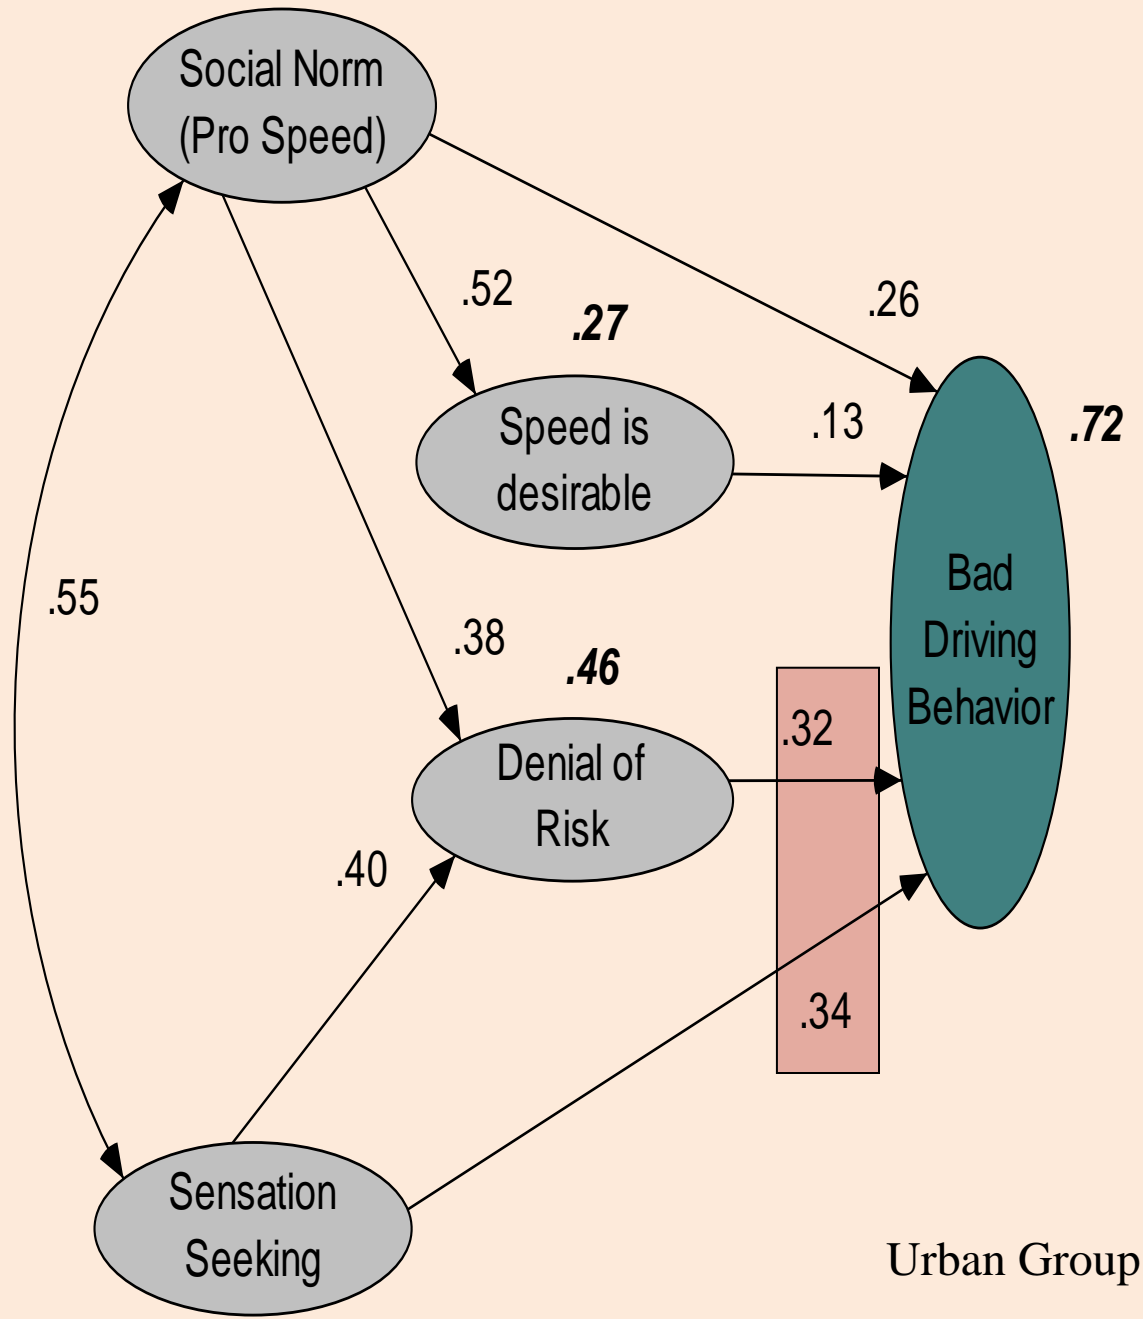 Social Norm
(Pro Speed)
.52
.27
.26
Speed is
desirable
.13
.72
.55
.38
.46
Bad
Driving
Behavior
.32
Denial of
Risk
.40
.34
Sensation
Seeking
Urban Group